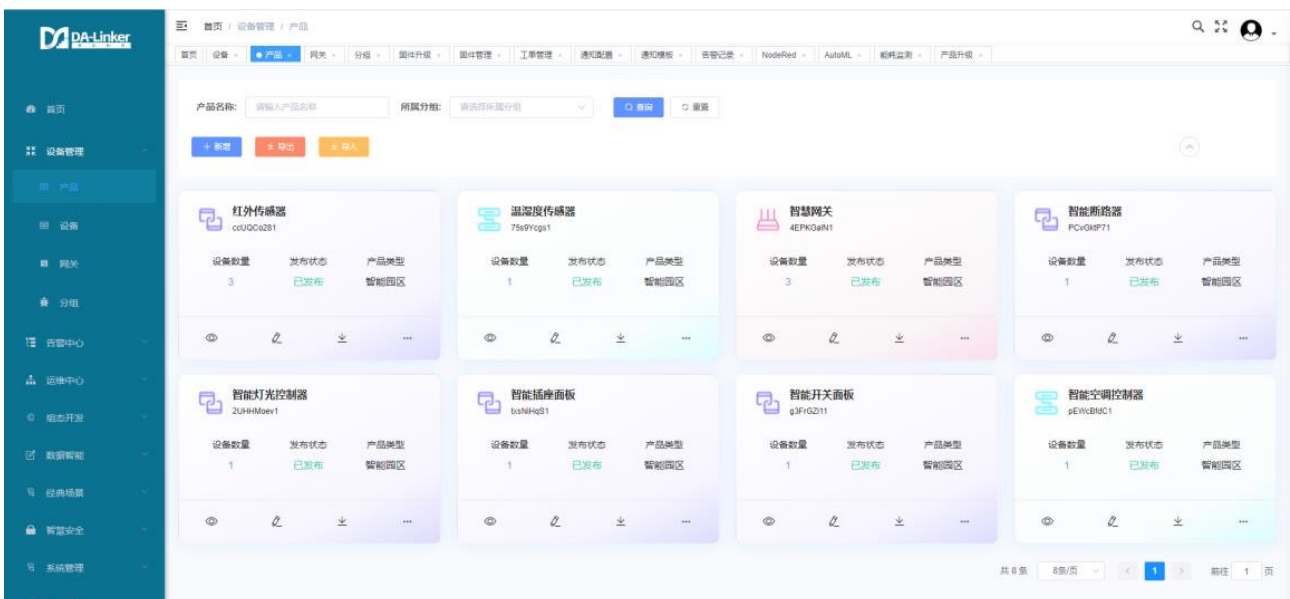 DA-Linker
首页 / 设备管理 / 产品
首页 设备 × 产品 × 网关 × 分组 × 固件升级 × 固件管理 × 工单管理 × 通知配置 × 通知模板 × 告警记录 × NodeRed × AutoML × 能耗监测 × 产品升级 ×
首页
设备管理
产品
设备
网关
分组
告警中心
运维中心
组态开发
数据智能
经典场景
智慧安全
系统管理
产品名称: 请输入产品名称 所属分组: 请选择所属分组 查询 重置
+ 新增 导出 导入
红外传感器
ccUQCo281
设备数量 发布状态 产品类型
3 已发布 智能园区
温湿度传感器
75s9Ycgs1
设备数量 发布状态 产品类型
1 已发布 智能园区
智慧网关
4EPKGalN1
设备数量 发布状态 产品类型
3 已发布 智能园区
智能断路器
PCvGktP71
设备数量 发布状态 产品类型
1 已发布 智能园区
智能灯光控制器
2UHHMoev1
设备数量 发布状态 产品类型
1 已发布 智能园区
智能插座面板
txsNiHqS1
设备数量 发布状态 产品类型
1 已发布 智能园区
智能开关面板
g3FrGZl11
设备数量 发布状态 产品类型
1 已发布 智能园区
智能空调控制器
pEWcBfdC1
设备数量 发布状态 产品类型
1 已发布 智能园区
共 8 条 8条/页 < 1 > 前往 1 页